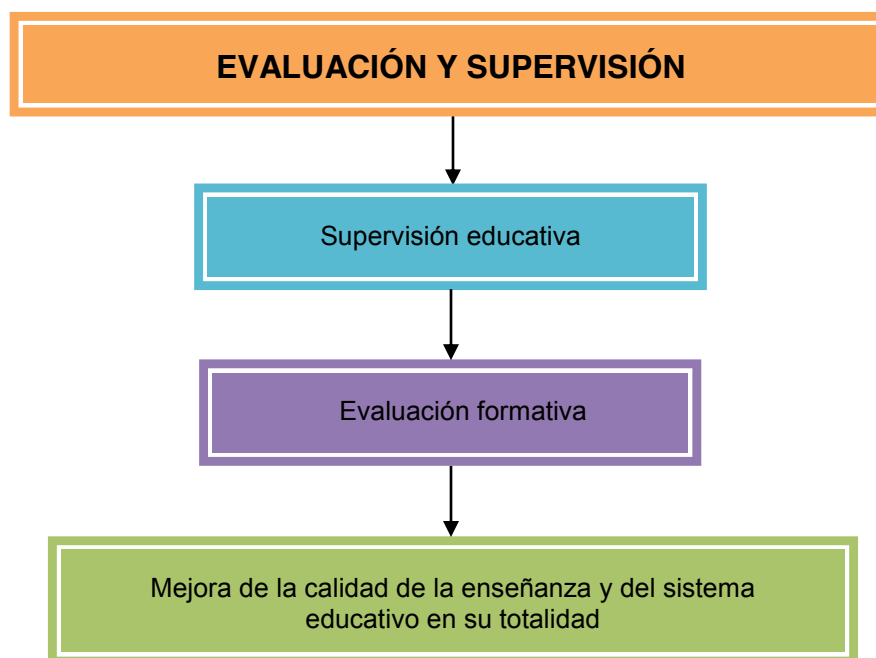 EVALUACIÓN Y SUPERVISIÓN
Supervisión educativa
Evaluación formativa
Mejora de la calidad de la enseñanza y del sistema
educativo en su totalidad